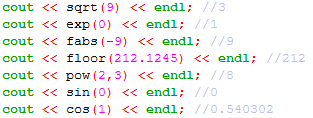 cout << sqrt(9) << endl; //3
cout << exp(0) << endl; //1
cout << fabs(-9) << endl; //9
cout << floor(212.1245) << endl; //212
cout << pow(2,3) << endl; //8
cout << sin(0) << endl; //0
cout << cos(1) << endl; //0.540302